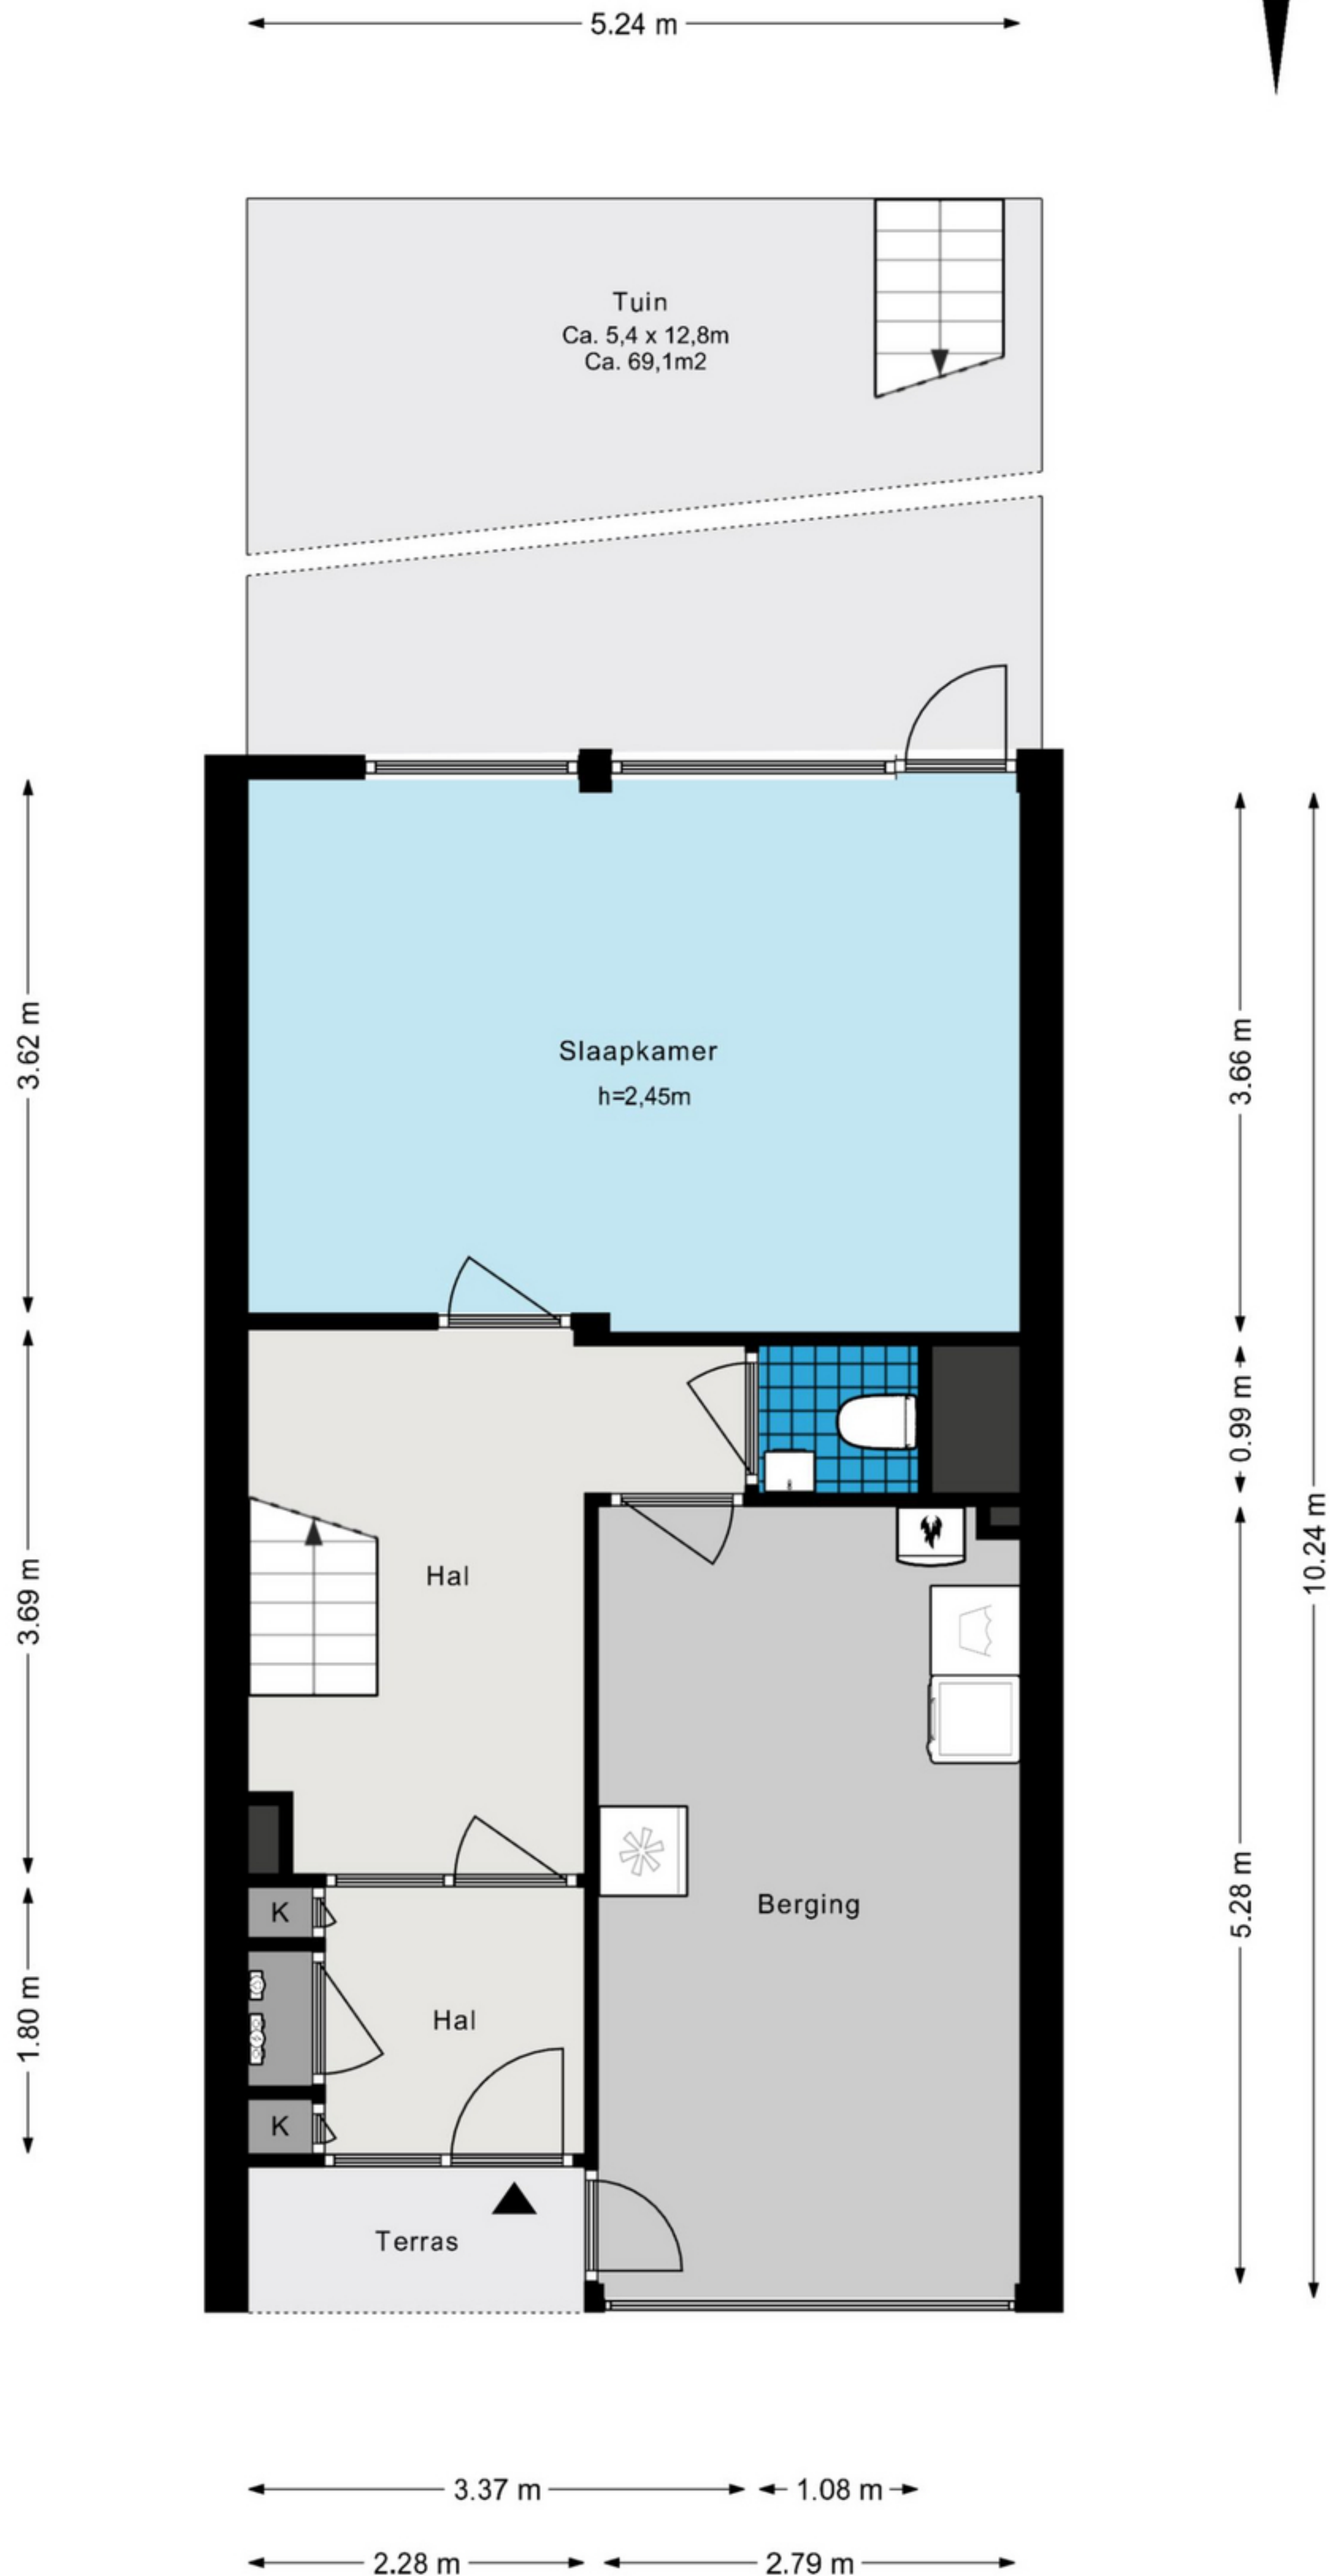 5.24 m
Tuin
Ca. 5,4 x 12,8m
Ca. 69,1m2
3.62 m
3.66 m
Slaapkamer
h=2,45m
0.99 m
10.24 m
3.69 m
Hal
5.28 m
Berging
K
1.80 m
Hal
K
Terras
3.37 m
1.08 m
2.28 m
2.79 m